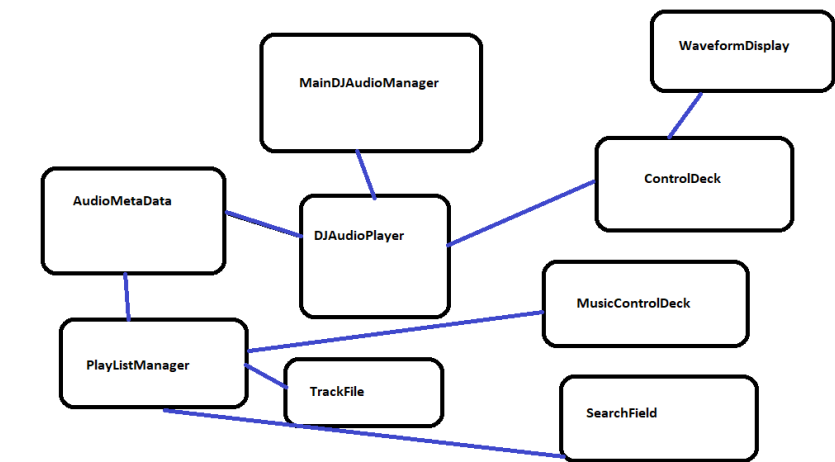 WaveformDisplay
MainDJAudioManager
ControlDeck
AudioMetaData
DJAudioPlayer
MusicControlDeck
PlayListManager
TrackFile
SearchField